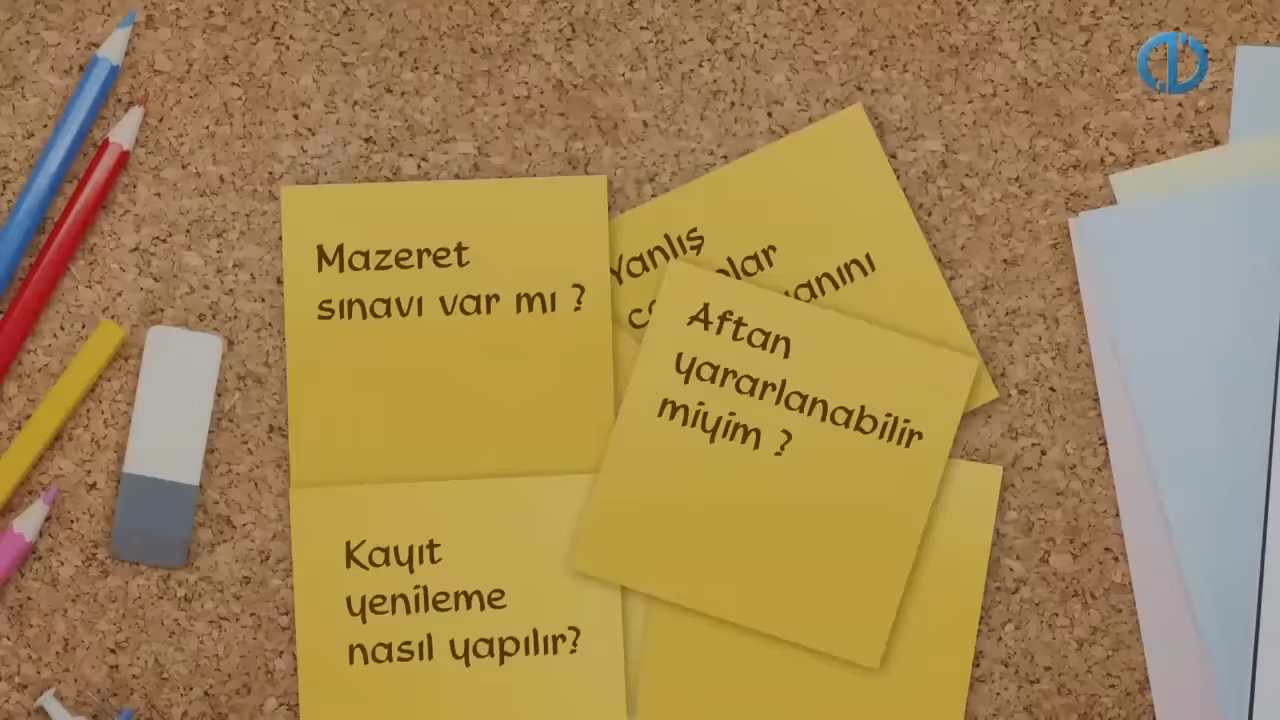 Mazeret
sınavı var mı ?
Yanlış
Aftan
yararlanabilir
miyim ?
Kayıt
yenileme
nasıl yapılır?